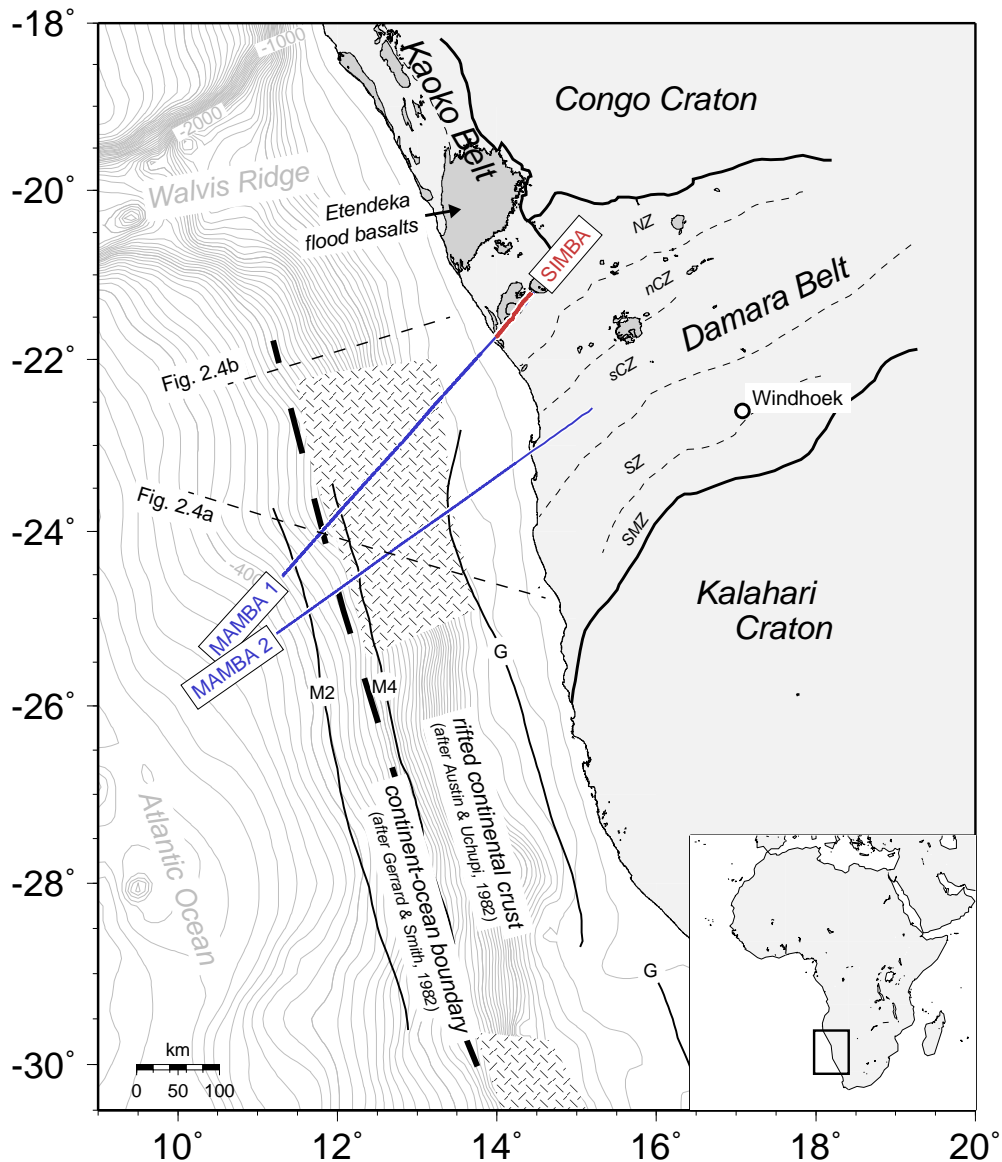 -18°
-20°
-22°
-24°
-26°
-28°
-30°
10°
12°
14°
16°
18°
20°
-1000
-2000
Walvis Ridge
Kaoko Belt
Congo Craton
Etendeka
flood basalts
SIMBA
NZ
nCZ
Damara Belt
sCZ
Windhoek
SZ
SMZ
Fig. 2.4b
Fig. 2.4a
-400
MAMBA 1
MAMBA 2
Kalahari
Craton
G
M2
M4
rifted continental crust
(after Austin & Uchupi, 1982)
continent-ocean boundary
(after Gerrard & Smith, 1982)
Atlantic Ocean
G
km
0 50 100